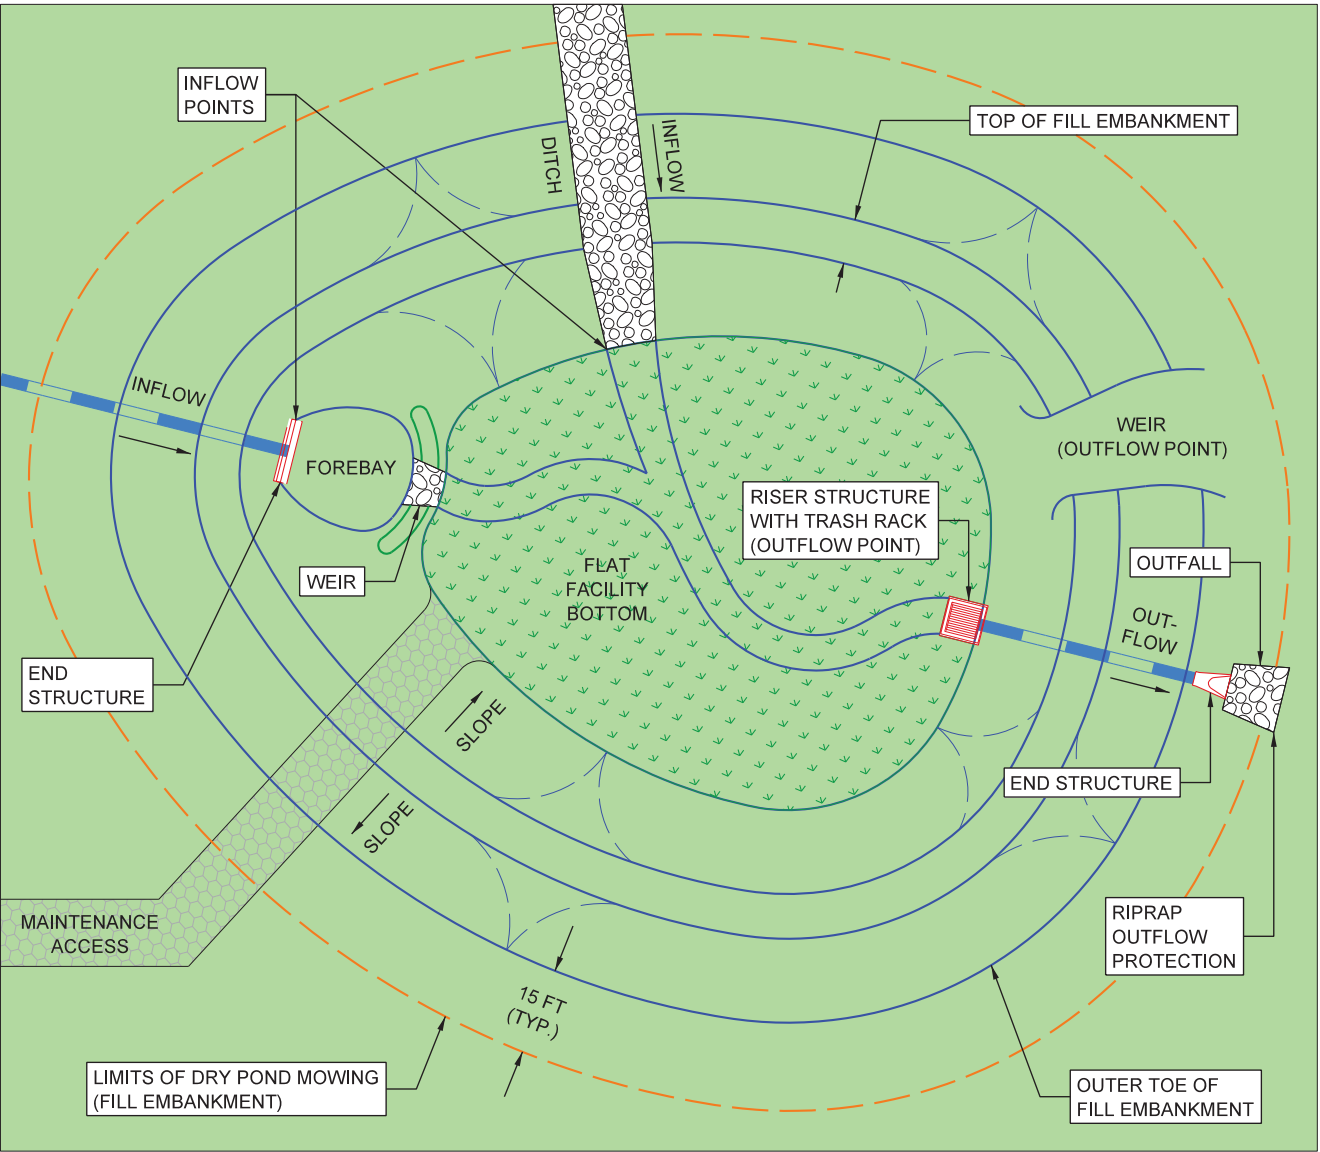 INFLOW
POINTS
DITCH
INFLOW
TOP OF FILL EMBANKMENT
INFLOW
FOREBAY
WEIR
(OUTFLOW POINT)
RISER STRUCTURE
WITH TRASH RACK
(OUTFLOW POINT)
WEIR
FLAT
FACILITY
BOTTOM
OUTFALL
OUT-
FLOW
END
STRUCTURE
SLOPE
SLOPE
END STRUCTURE
MAINTENANCE
ACCESS
RIPRAP
OUTFLOW
PROTECTION
15 FT
(TYP.)
LIMITS OF DRY POND MOWING
(FILL EMBANKMENT)
OUTER TOE OF
FILL EMBANKMENT